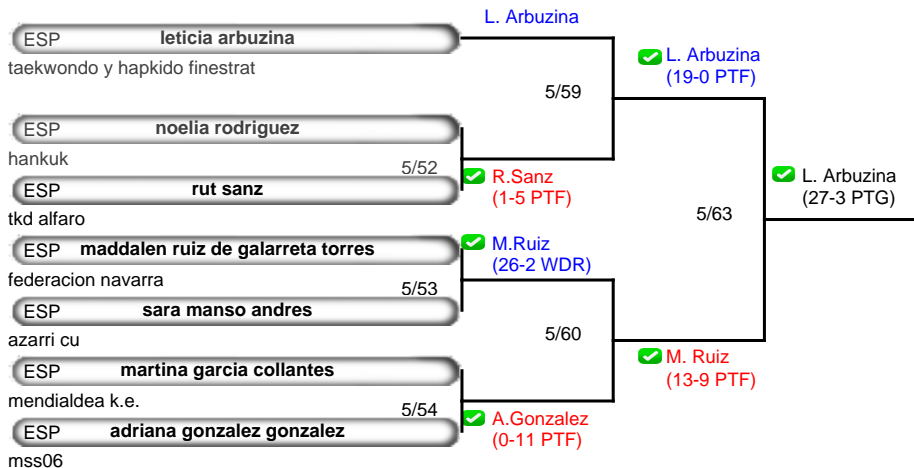 L. Arbuzina
ESP leticia arbuzina
taekwondo y hapkido finestrat
L. Arbuzina
(19-0 PTF)
5/59
ESP noelia rodriguez
hankuk
5/52
ESP rut sanz
tkd alfaro
R.Sanz
(1-5 PTF)
L. Arbuzina
(27-3 PTG)
5/63
ESP maddalen ruiz de galarreta torres
federacion navarra
M.Ruiz
(26-2 WDR)
5/53
ESP sara manso andres
azarri cu
5/60
ESP martina garcia collantes
mendialdea k.e.
M. Ruiz
(13-9 PTF)
5/54
ESP adriana gonzalez gonzalez
mss06
A.Gonzalez
(0-11 PTF)